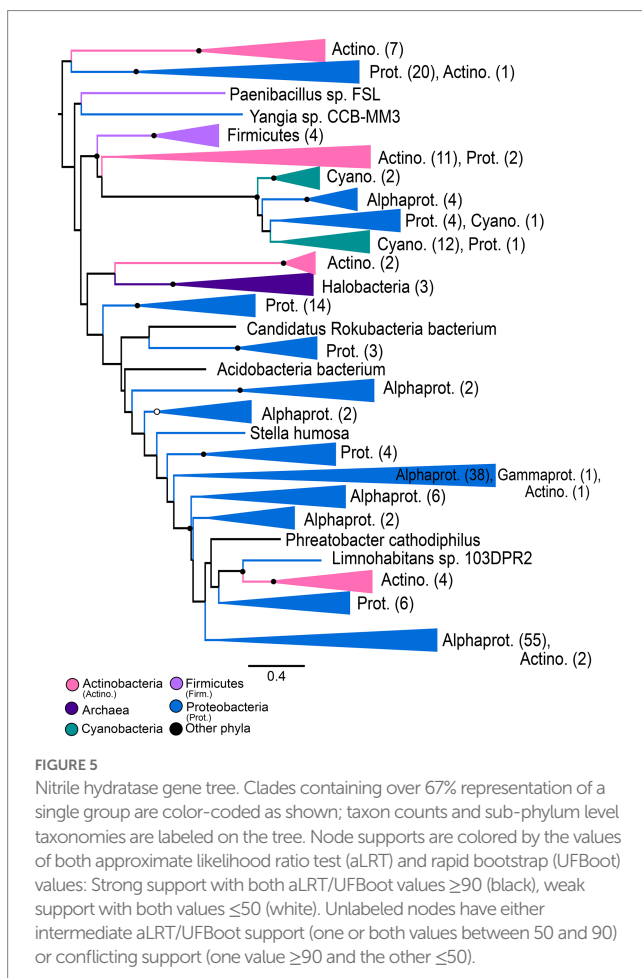 Actino. (7)
Prot. (20), Actino. (1)
Paenibacillus sp. FSL
Yangia sp. CCB-MM3
Firmicutes (4)
Actino. (11), Prot. (2)
Cyano. (2)
Alphaprot. (4)
Prot. (4), Cyano. (1)
Cyano. (12), Prot. (1)
Actino. (2)
Halobacteria (3)
Prot. (14)
Candidatus Rokubacteria bacterium
Prot. (3)
Acidobacteria bacterium
Alphaprot. (2)
Alphaprot. (2)
Stella humosa
Prot. (4)
Alphaprot. (38), Gammaprot. (1),
Actino. (1)
Alphaprot. (6)
Alphaprot. (2)
Phreatobacter cathodiphilus
Limnohabitans sp. 103DPR2
Actino. (4)
Prot. (6)
Alphaprot. (55),
Actino. (2)
0.4
Actinobacteria
(Actino.)
Archaea
Cyanobacteria
Firmicutes
(Firm.)
Proteobacteria
(Prot.)
Other phyla
FIGURE 5
Nitrile hydratase gene tree. Clades containing over 67% representation of a
single group are color-coded as shown; taxon counts and sub-phylum level
taxonomies are labeled on the tree. Node supports are colored by the values
of both approximate likelihood ratio test (aLRT) and rapid bootstrap (UFBoot)
values: Strong support with both aLRT/UFBoot values ≥90 (black), weak
support with both values ≤50 (white). Unlabeled nodes have either
intermediate aLRT/UFBoot support (one or both values between 50 and 90)
or conflicting support (one value ≥90 and the other ≤50).